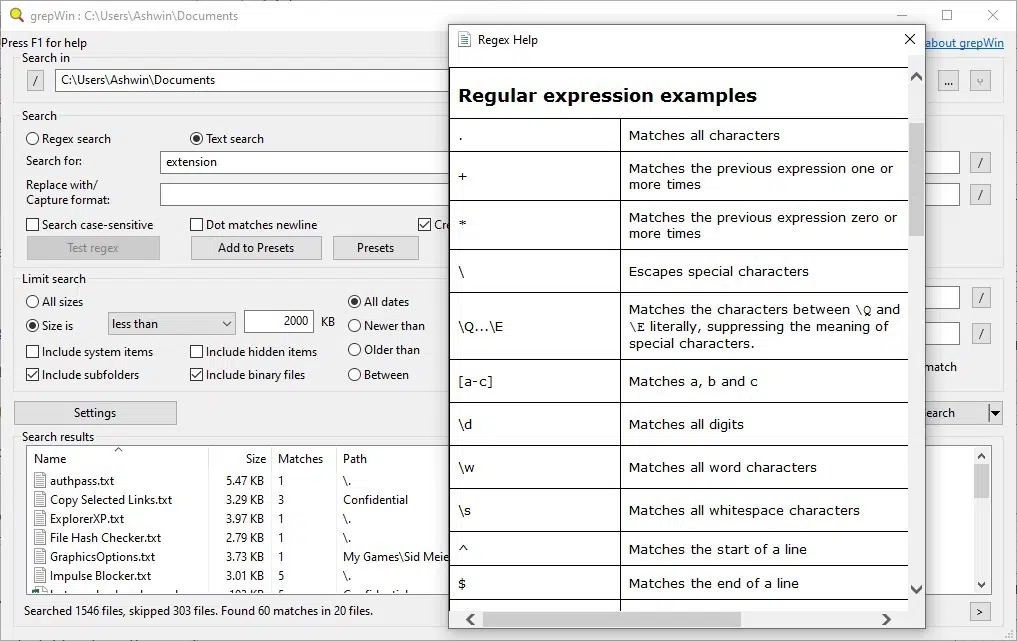 grepWin : C:\Users\Ashwin\Documents
Press F1 for help
about grepWin
Search in
/
C:\Users\Ashwin\Documents
...
Search
Regex search
Text search
Search for:
extension
/
Replace with/
Capture format:
/
Search case-sensitive
Dot matches newline
Cre
Test regex
Add to Presets
Presets
Limit search
All sizes
All dates
/
Size is
less than
2000
KB
Newer than
/
Include system items
Include hidden items
Older than
match
Include subfolders
Include binary files
Between
Settings
earch
Search results
Name
Size
Matches
Path
authpass.txt
5.47 KB
1
\.
Copy Selected Links.txt
3.29 KB
3
Confidential
ExplorerXP.txt
3.97 KB
1
\.
File Hash Checker.txt
2.79 KB
1
\.
GraphicsOptions.txt
3.73 KB
1
My Games\Sid Meie
Impulse Blocker.txt
3.01 KB
5
\.
Searched 1546 files, skipped 303 files. Found 60 matches in 20 files.
>
Regex Help
Regular expression examples
.
Matches all characters
+
Matches the previous expression one or
more times
*
Matches the previous expression zero or
more times
\
Escapes special characters
\Q...\E
Matches the characters between \Q and
\E literally, suppressing the meaning of
special characters.
[a-c]
Matches a, b and c
\d
Matches all digits
\w
Matches all word characters
\s
Matches all whitespace characters
^
Matches the start of a line
$
Matches the end of a line